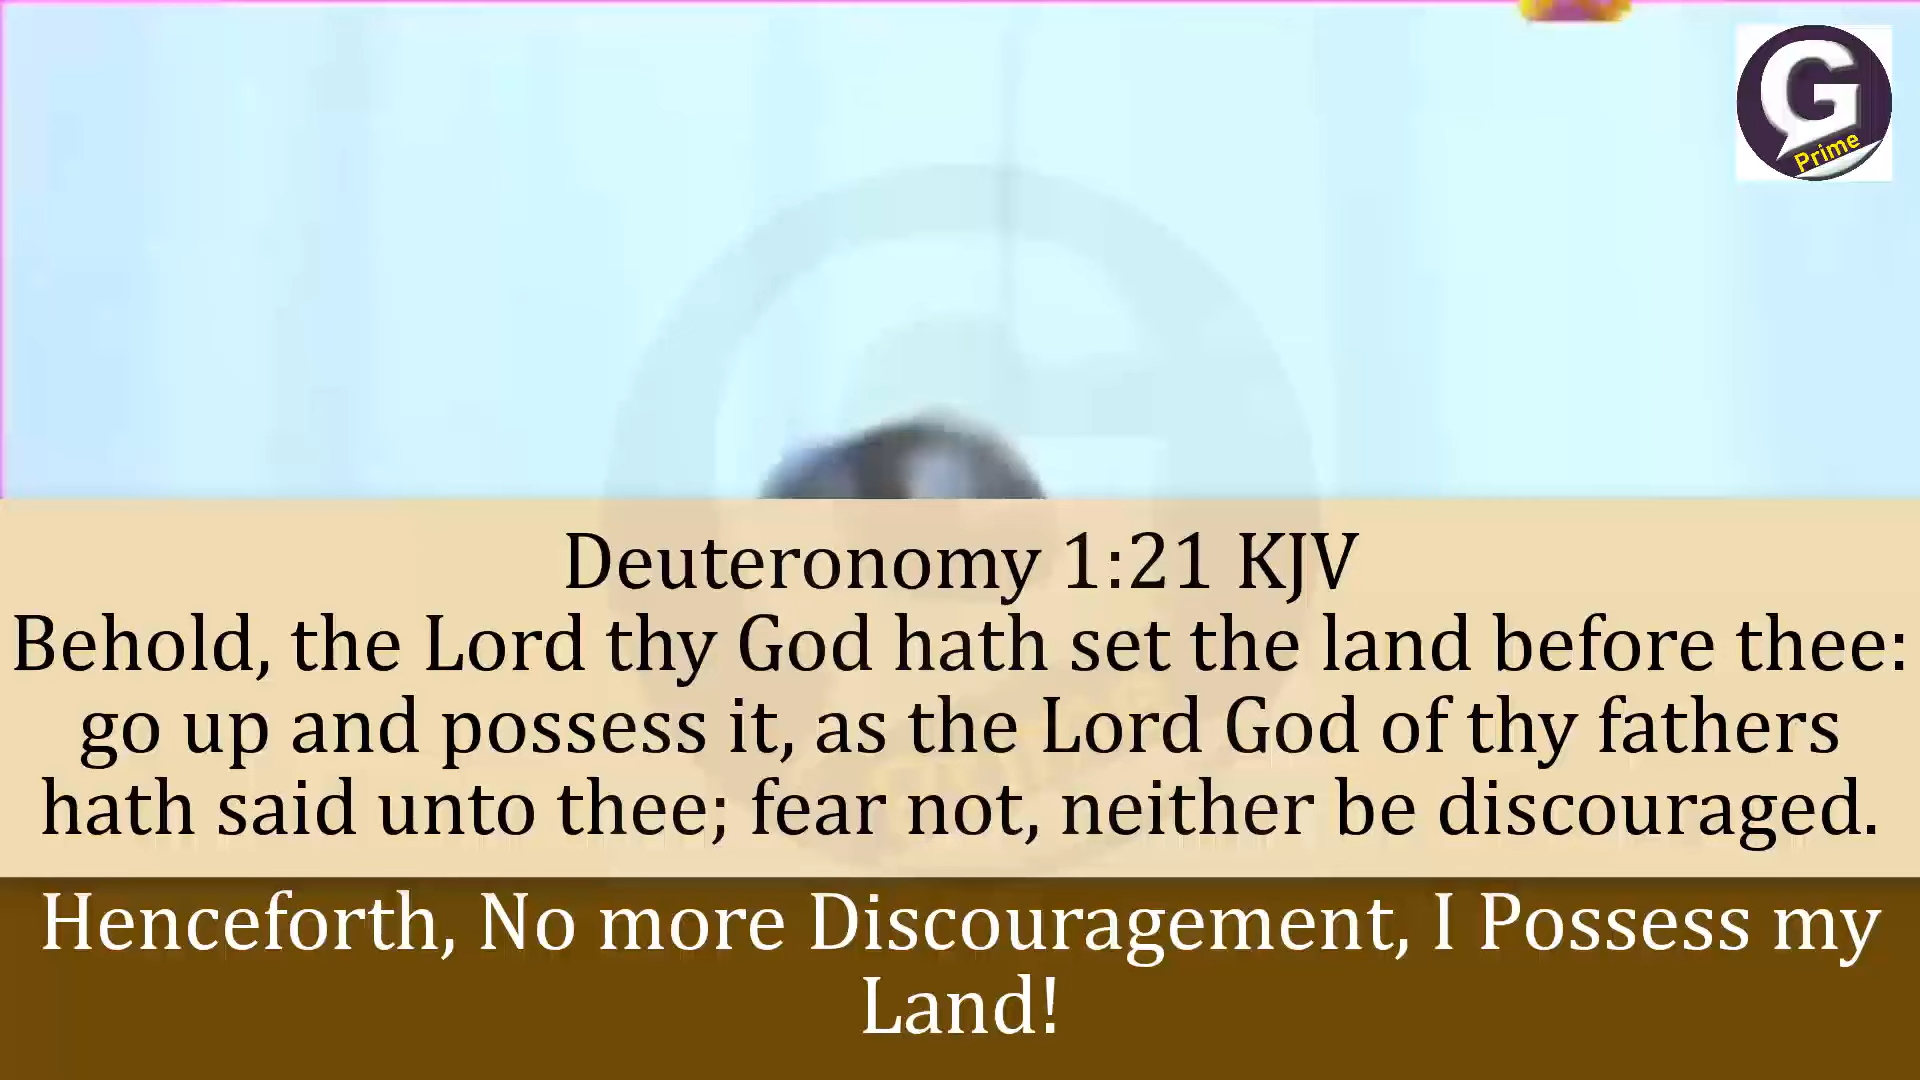 G
Prime
Deuteronomy 1:21 KJV
Behold, the Lord thy God hath set the land before thee:
go up and possess it, as the Lord God of thy fathers
hath said unto thee; fear not, neither be discouraged.
Henceforth, No more Discouragement, I Possess my
Land!